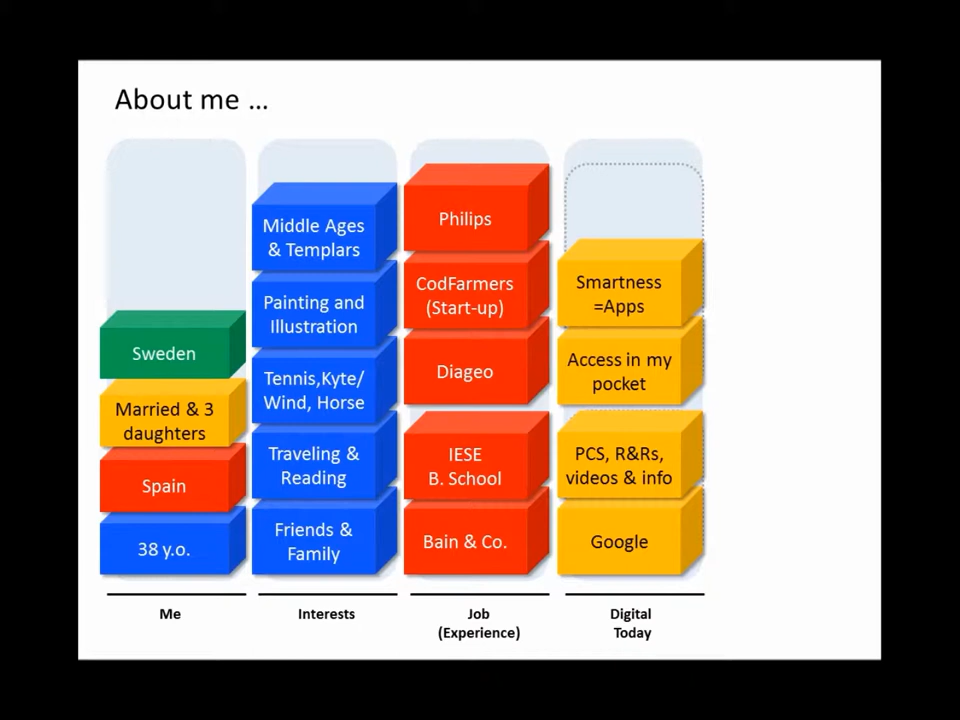 About me …
Sweden
Married & 3
daughters
Spain
38 y.o.
Me
Middle Ages
& Templars
Painting and
Illustration
Tennis,Kyte/
Wind, Horse
Traveling &
Reading
Friends &
Family
Interests
Philips
CodFarmers
(Start-up)
Diageo
IESE
B. School
Bain & Co.
Job
(Experience)
Smartness
=Apps
Access in my
pocket
PCS, R&Rs,
videos & info
Google
Digital
Today